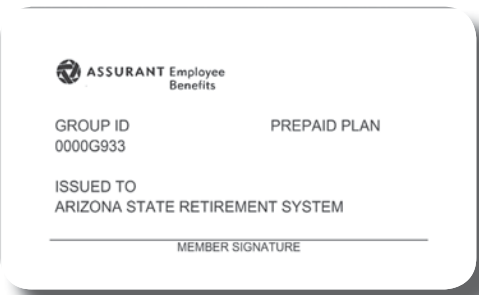 ASSURANT Employee
Benefits
GROUP ID
PREPAID PLAN
0000G933
ISSUED TO
ARIZONA STATE RETIREMENT SYSTEM
MEMBER SIGNATURE